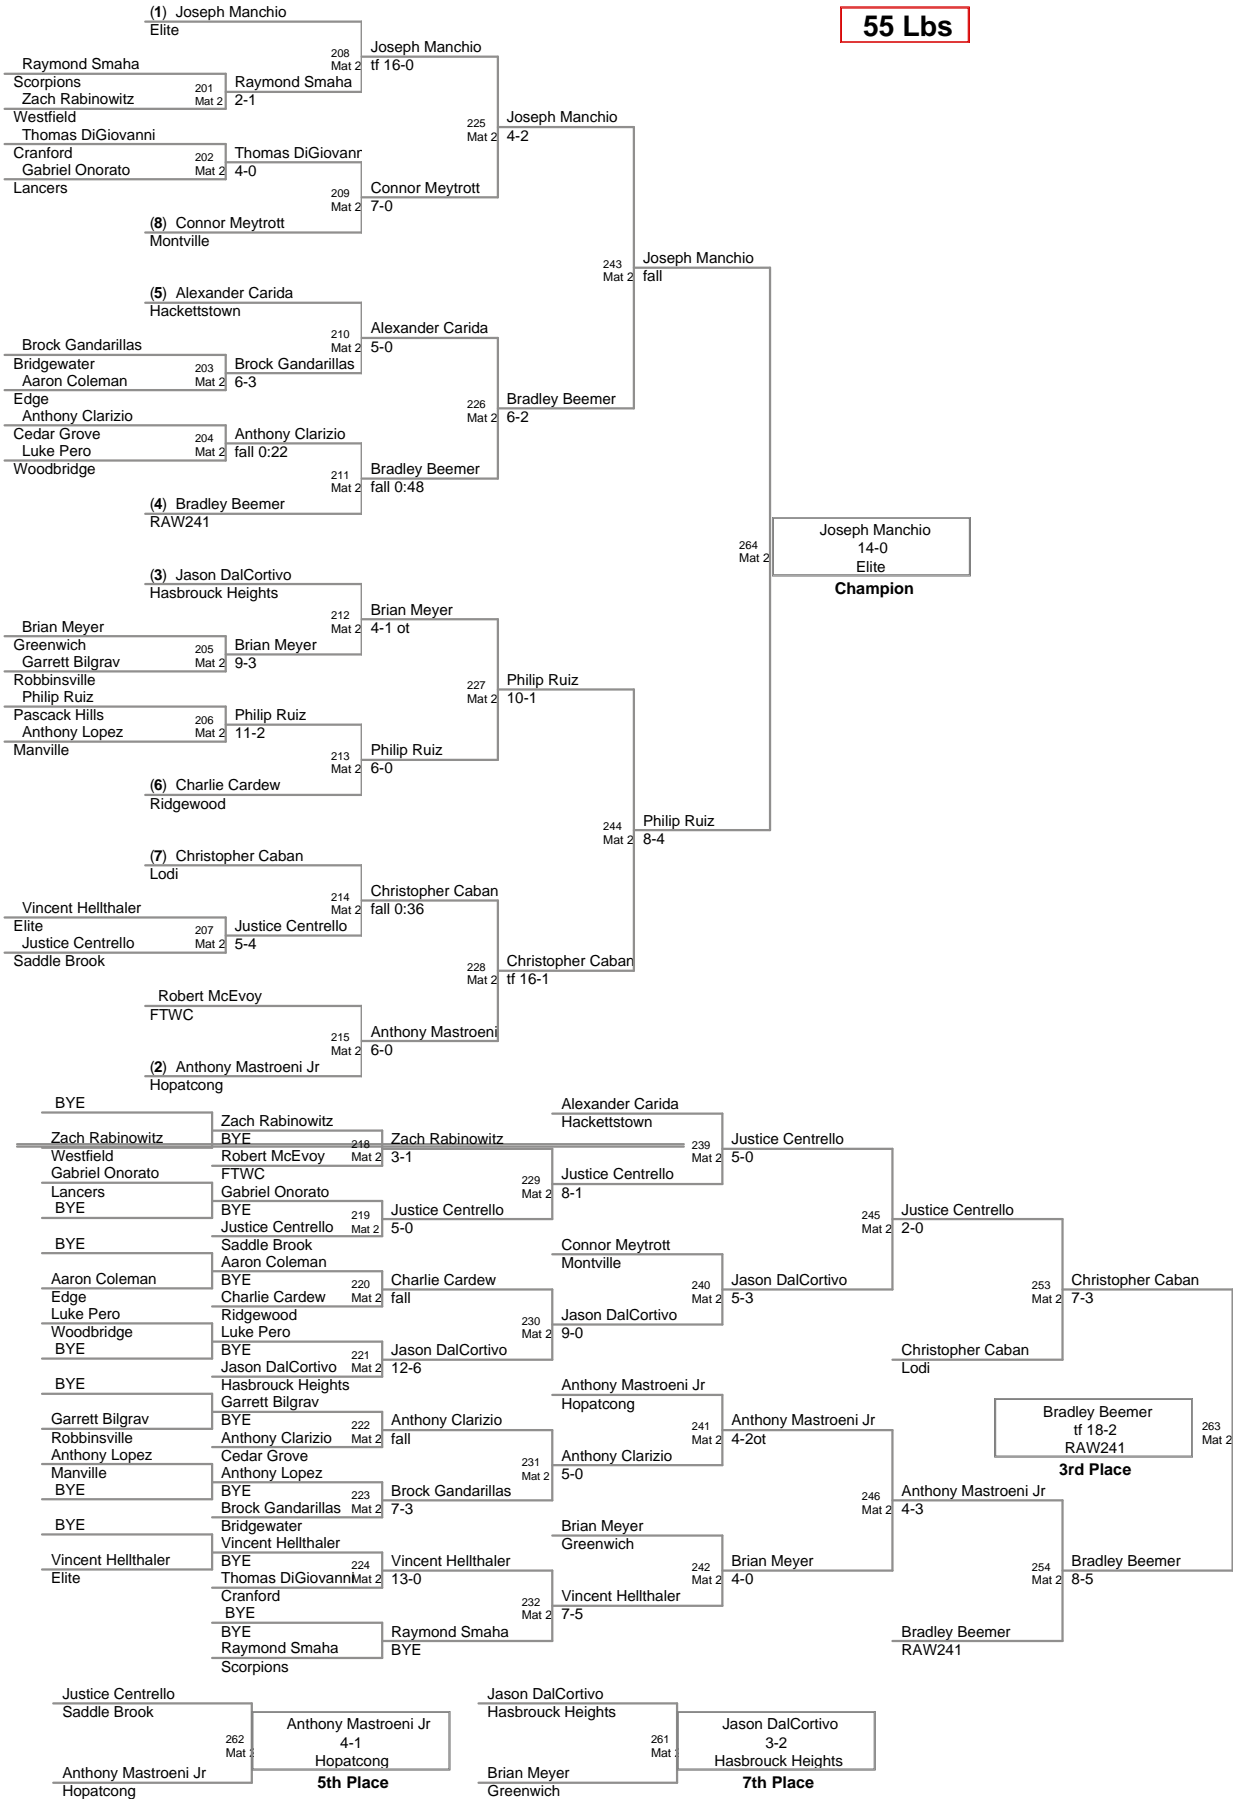 55 Lbs
(1) Joseph Manchio
Elite
208
Mat 2
Joseph Manchio
tf 16-0
Raymond Smaha
Scorpions
201
Mat 2
Raymond Smaha
2-1
Zach Rabinowitz
Westfield
225
Mat 2
Joseph Manchio
4-2
Thomas DiGiovanni
Cranford
202
Mat 2
Thomas DiGiovanr
4-0
Gabriel Onorato
Lancers
209
Mat 2
Connor Meytrott
7-0
(8) Connor Meytrott
Montville
243
Mat 2
Joseph Manchio
fall
(5) Alexander Carida
Hackettstown
210
Mat 2
Alexander Carida
5-0
Brock Gandarillas
Bridgewater
203
Mat 2
Brock Gandarillas
6-3
Aaron Coleman
Edge
226
Mat 2
Bradley Beemer
6-2
Anthony Clarizio
Cedar Grove
204
Mat 2
Anthony Clarizio
fall 0:22
Luke Pero
Woodbridge
211
Mat 2
Bradley Beemer
fall 0:48
(4) Bradley Beemer
RAW241
264
Mat 2
Joseph Manchio
14-0
Elite
Champion
(3) Jason DalCortivo
Hasbrouck Heights
212
Mat 2
Brian Meyer
4-1 ot
Brian Meyer
Greenwich
205
Mat 2
Brian Meyer
9-3
Garrett Bilgrav
Robbinsville
227
Mat 2
Philip Ruiz
10-1
Philip Ruiz
Pascack Hills
206
Mat 2
Philip Ruiz
11-2
Anthony Lopez
Manville
213
Mat 2
Philip Ruiz
6-0
(6) Charlie Cardew
Ridgewood
244
Mat 2
Philip Ruiz
8-4
(7) Christopher Caban
Lodi
214
Mat 2
Christopher Caban
fall 0:36
Vincent Hellthaler
Elite
207
Mat 2
Justice Centrello
5-4
Justice Centrello
Saddle Brook
228
Mat 2
Christopher Caban
tf 16-1
Robert McEvoy
FTWC
215
Mat 2
Anthony Mastroeni
6-0
(2) Anthony Mastroeni Jr
Hopatcong
BYE
Zach Rabinowitz
Westfield
Gabriel Onorato
Lancers
BYE
BYE
Aaron Coleman
Edge
Luke Pero
Woodbridge
BYE
BYE
Garrett Bilgrav
Robbinsville
Anthony Lopez
Manville
BYE
BYE
Vincent Hellthaler
Elite
Zach Rabinowitz
BYE
Robert McEvoy
FTWC
Gabriel Onorato
BYE
Justice Centrello
Saddle Brook
Aaron Coleman
BYE
Charlie Cardew
Ridgewood
Luke Pero
BYE
Jason DalCortivo
Hasbrouck Heights
Garrett Bilgrav
BYE
Anthony Clarizio
Cedar Grove
Anthony Lopez
BYE
Brock Gandarillas
Bridgewater
Vincent Hellthaler
BYE
Thomas DiGiovanni
Cranford
BYE
BYE
Raymond Smaha
Scorpions
218
Mat 2
Zach Rabinowitz
3-1
219
Mat 2
Justice Centrello
5-0
220
Mat 2
Charlie Cardew
fall
221
Mat 2
Jason DalCortivo
12-6
222
Mat 2
Anthony Clarizio
fall
223
Mat 2
Brock Gandarillas
7-3
224
Mat 2
Vincent Hellthaler
13-0
Raymond Smaha
BYE
Alexander Carida
Hackettstown
229
Mat 2
Justice Centrello
8-1
Connor Meytrott
Montville
230
Mat 2
Jason DalCortivo
9-0
Anthony Mastroeni Jr
Hopatcong
231
Mat 2
Anthony Clarizio
5-0
Brian Meyer
Greenwich
232
Mat 2
Vincent Hellthaler
7-5
239
Mat 2
Justice Centrello
5-0
240
Mat 2
Jason DalCortivo
5-3
241
Mat 2
Anthony Mastroeni Jr
4-2ot
242
Mat 2
Brian Meyer
4-0
245
Mat 2
Justice Centrello
2-0
Christopher Caban
Lodi
246
Mat 2
Anthony Mastroeni Jr
4-3
Bradley Beemer
RAW241
253
Mat 2
Christopher Caban
7-3
254
Mat 2
Bradley Beemer
8-5
Bradley Beemer
tf 18-2
RAW241
263
Mat 2
3rd Place
Justice Centrello
Saddle Brook
262
Mat 2
Anthony Mastroeni Jr
4-1
Hopatcong
5th Place
Anthony Mastroeni Jr
Hopatcong
Jason DalCortivo
Hasbrouck Heights
261
Mat 2
Jason DalCortivo
3-2
Hasbrouck Heights
7th Place
Brian Meyer
Greenwich